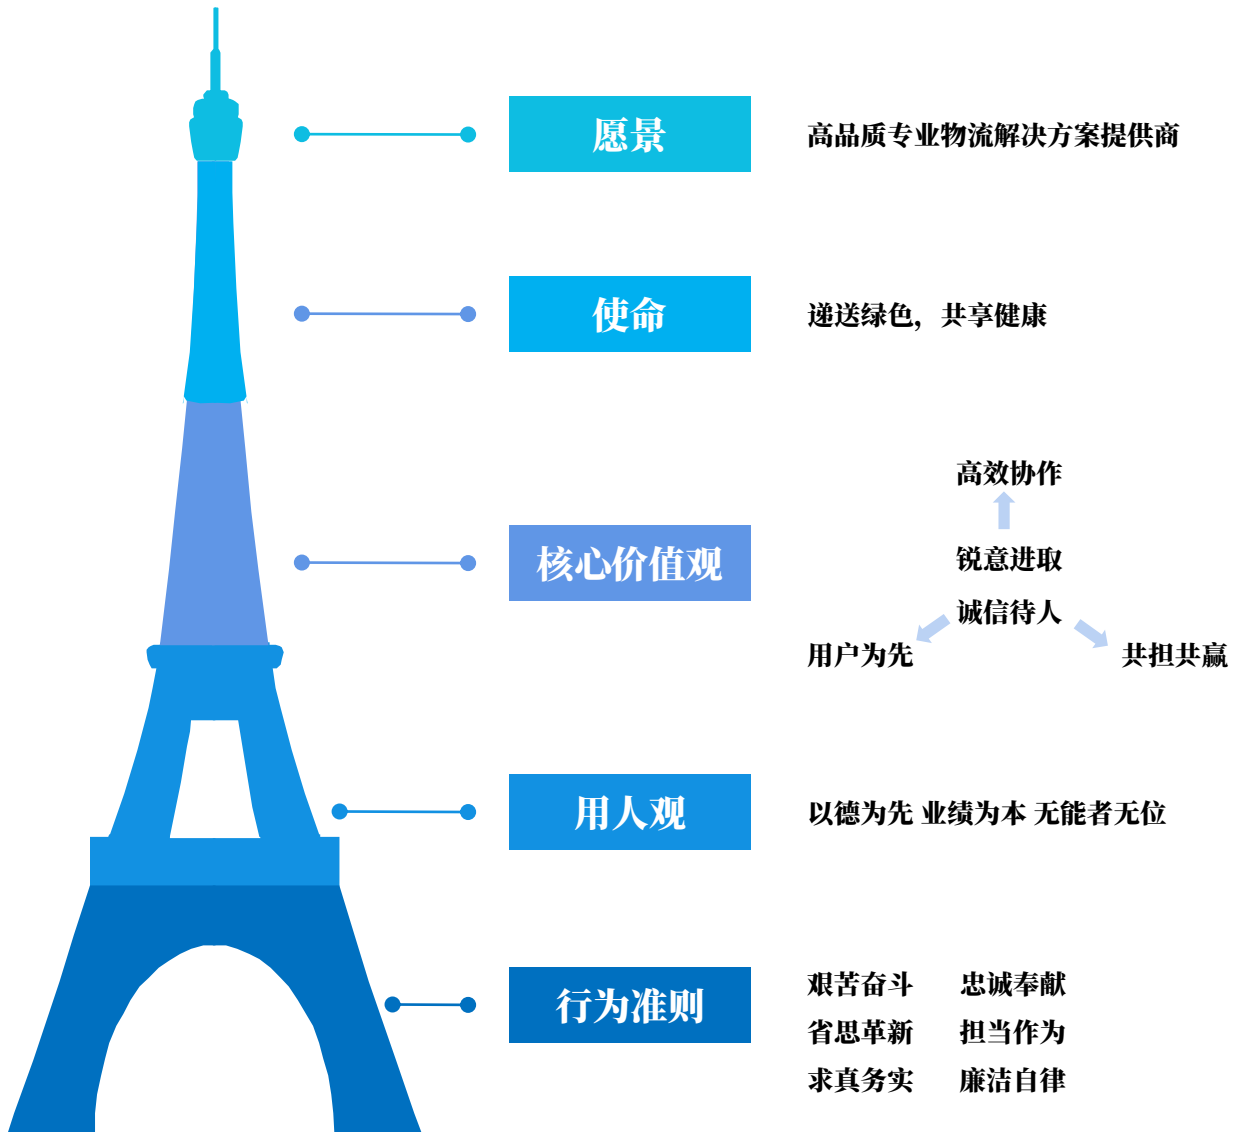 愿景
高品质专业物流解决方案提供商
使命
递送绿色，共享健康
核心价值观
高效协作
锐意进取
诚信待人
用户为先
共担共赢
用人观
以德为先 业绩为本 无能者无位
行为准则
艰苦奋斗 忠诚奉献
省思革新 担当作为
求真务实 廉洁自律